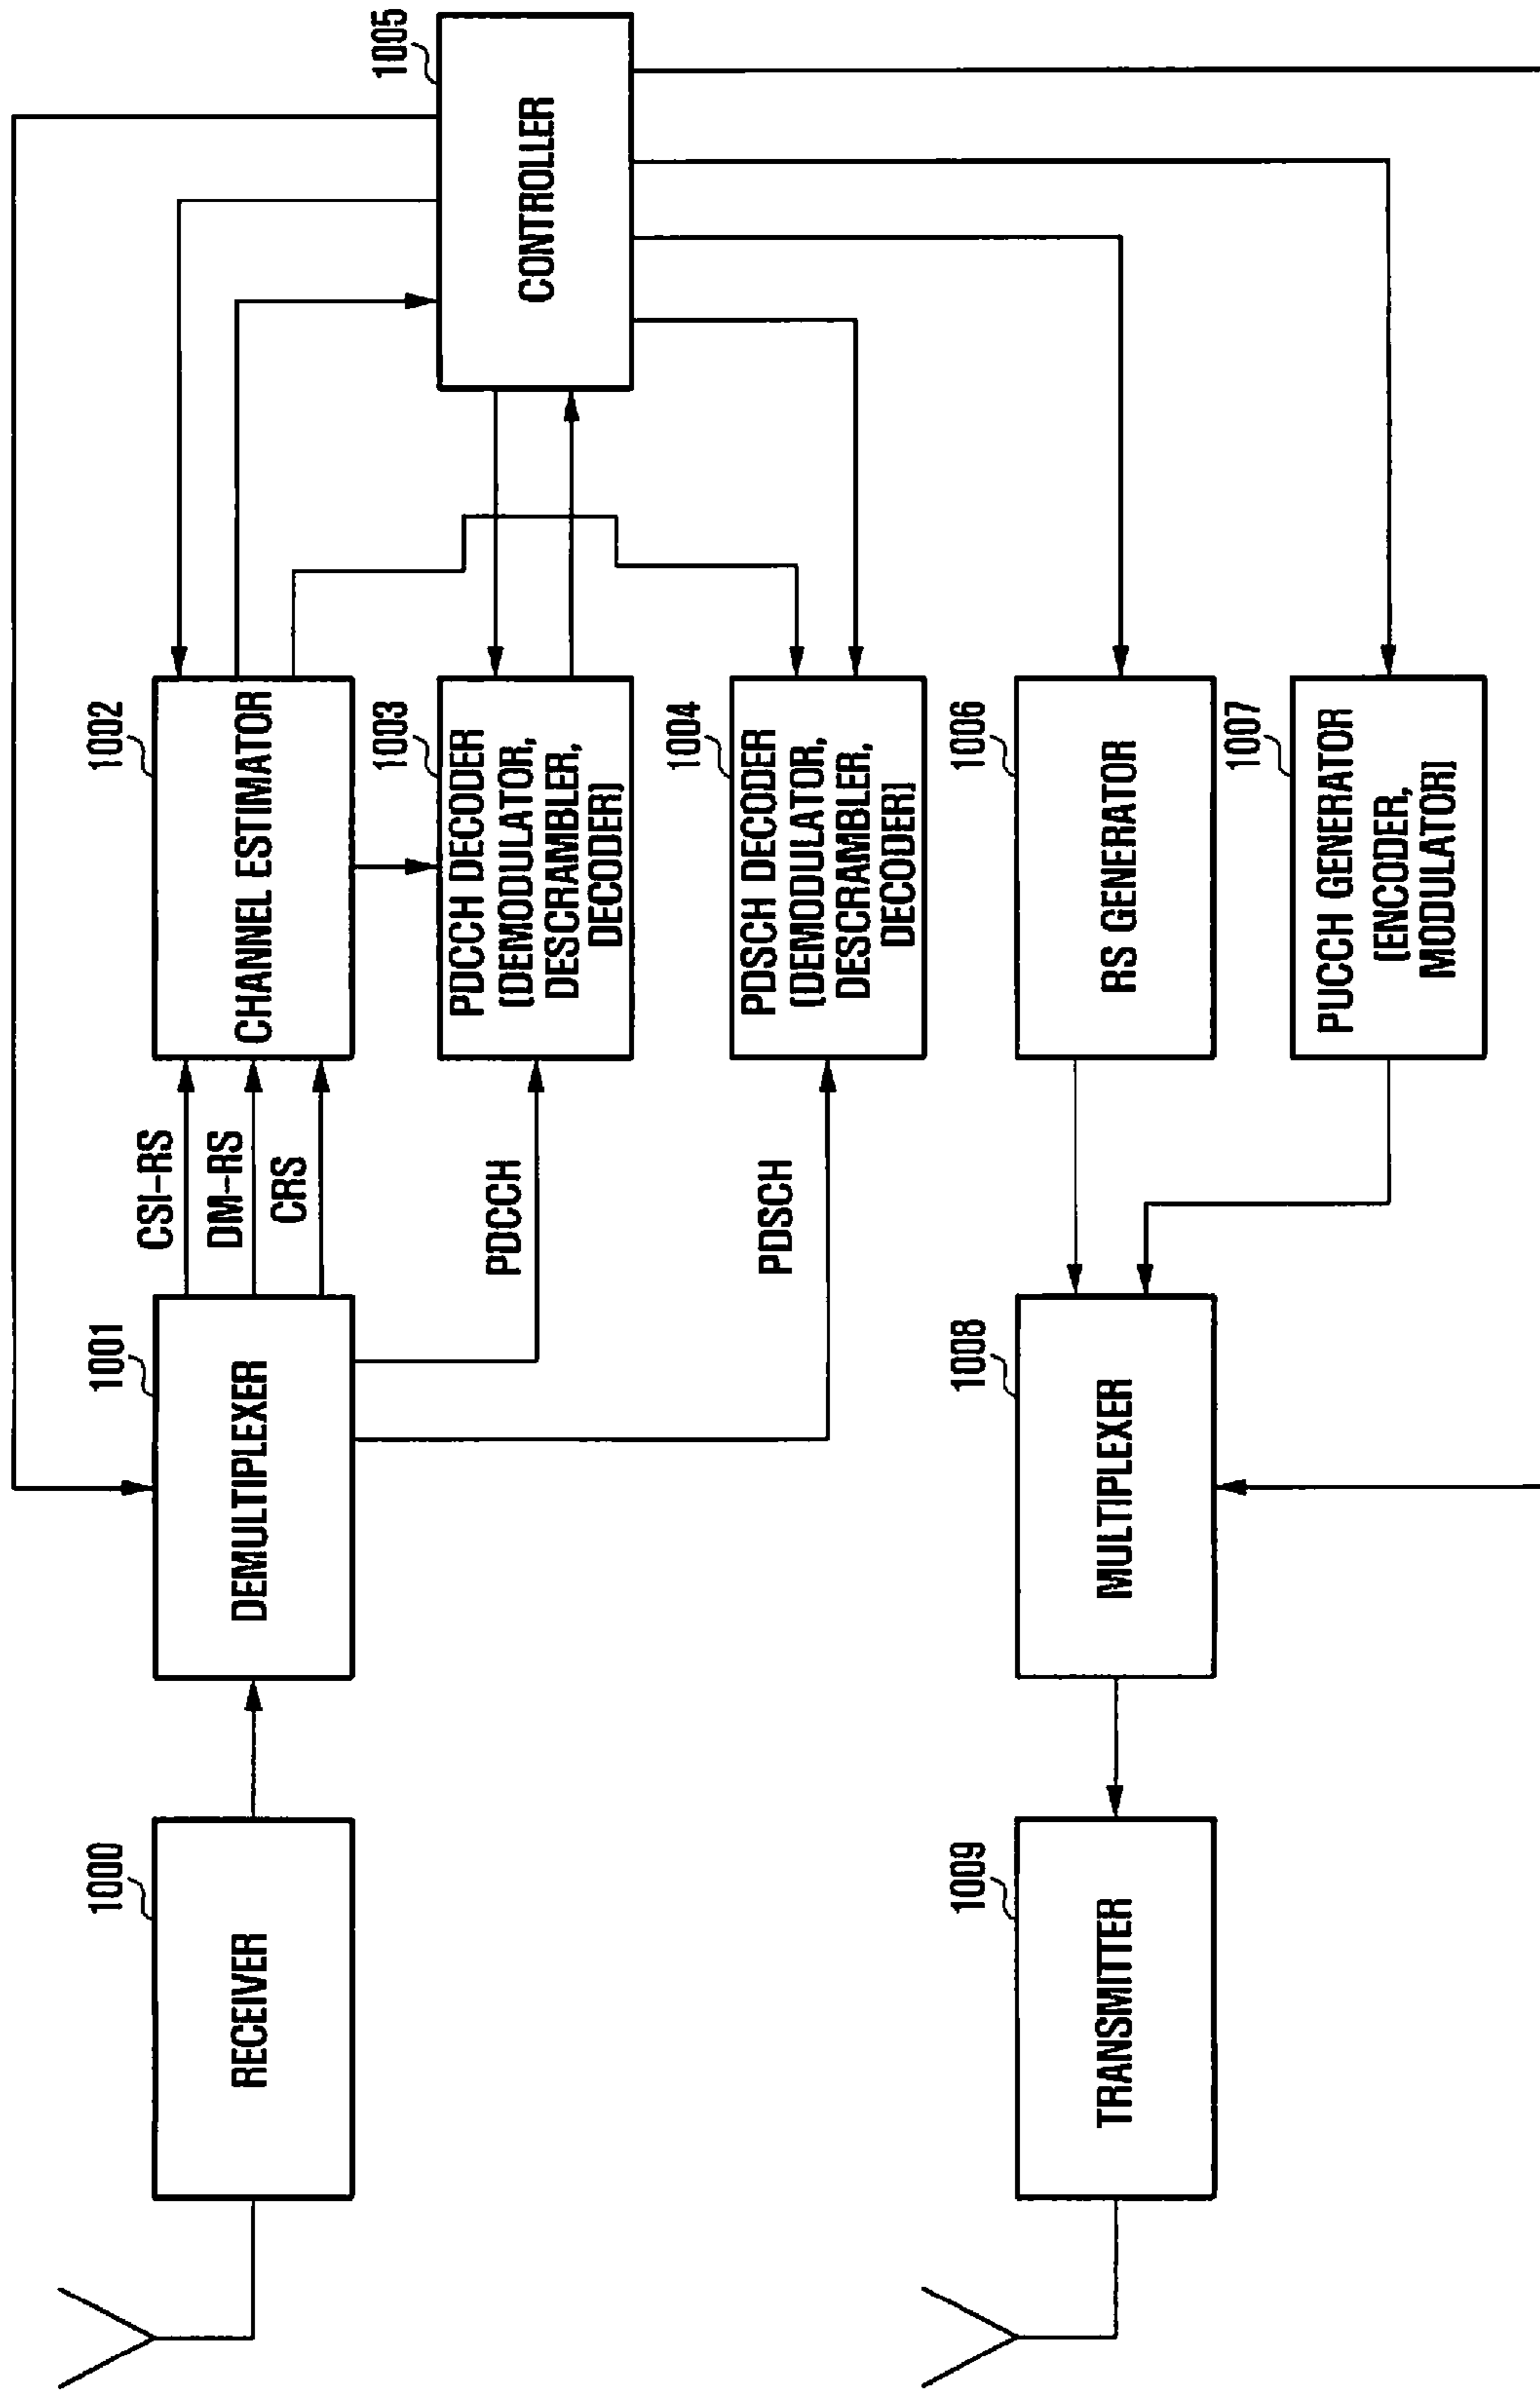 1000
RECEIVER
1001
DEMULTIPLEXER
CSI-RS
DM-RS
CRS
PDCCH
PDSCH
1002
CHANNEL ESTIMATOR
1003
PDCCH DECODER
(DEMODULATOR,
DESCRAMBLER,
DECODER)
1004
PDSCH DECODER
(DEMODULATOR,
DESCRAMBLER,
DECODER)
1005
CONTROLLER
1009
TRANSMITTER
1008
MULTIPLEXER
1006
RS GENERATOR
1007
PUCCH GENERATOR
(ENCODER,
MODULATOR)